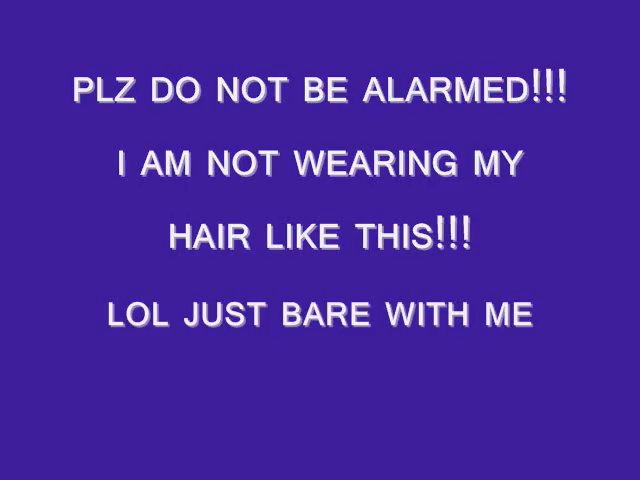 PLZ DO NOT BE ALARMED!!!
I AM NOT WEARING MY
HAIR LIKE THIS!!!
LOL JUST BARE WITH ME